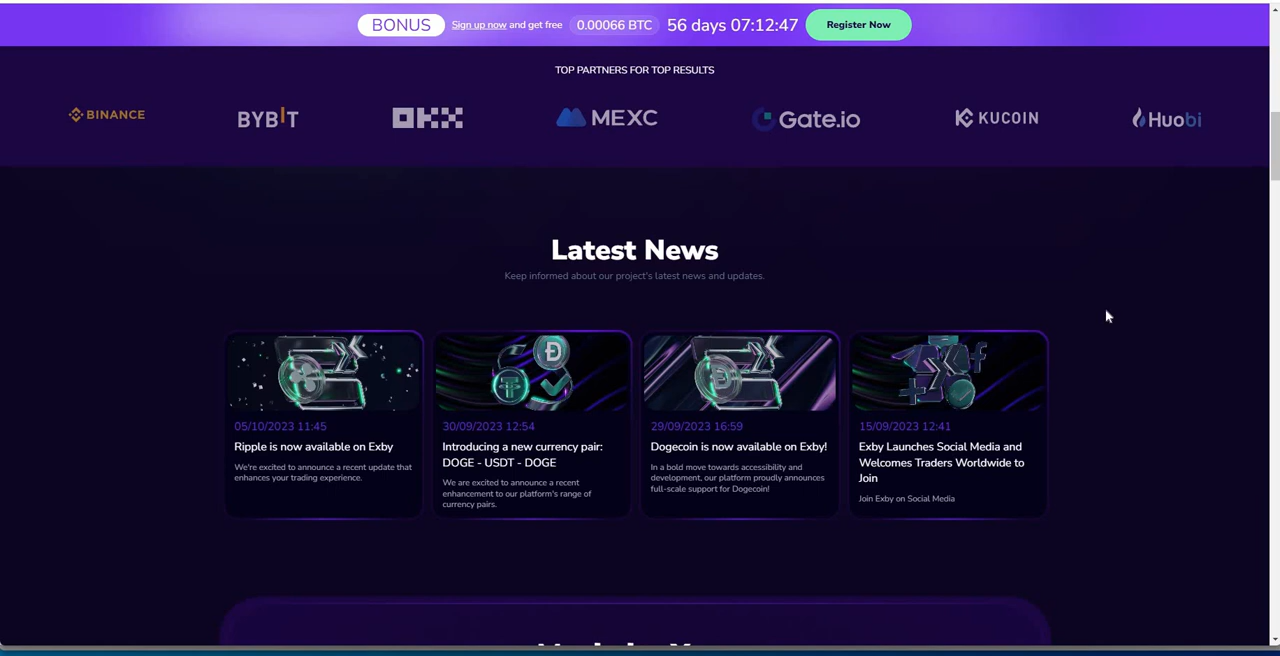 BONUS Sign up now and get free 0.00066 BTC 56 days 07:12:47 Register Now
TOP PARTNERS FOR TOP RESULTS
BINANCE BYBIT OKX MEXC Gate.io KUCOIN Huobi
Latest News
Keep informed about our project's latest news and updates.
05/10/2023 11:45
Ripple is now available on Exby
We're excited to announce a recent update that
enhances your trading experience.
30/09/2023 12:54
Introducing a new currency pair:
DOGE - USDT - DOGE
We are excited to announce a recent
enhancement to our platform's range of
currency pairs.
29/09/2023 16:59
Dogecoin is now available on Exby!
In a bold move towards accessibility and
development, our platform proudly announces
full-scale support for Dogecoin!
15/09/2023 12:41
Exby Launches Social Media and
Welcomes Traders Worldwide to
Join
Join Exby on Social Media